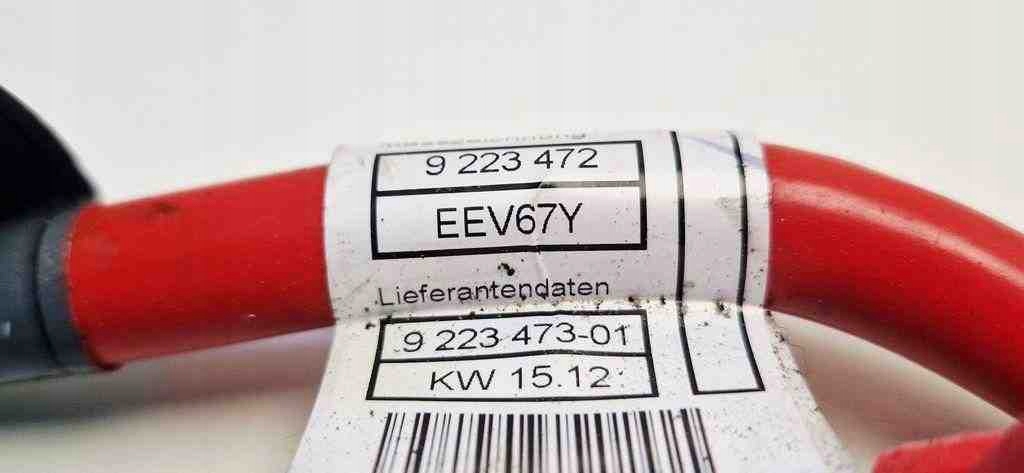 9 223 472
EEV67Y
Lieferantendaten
9 223 473-01
KW 15.12